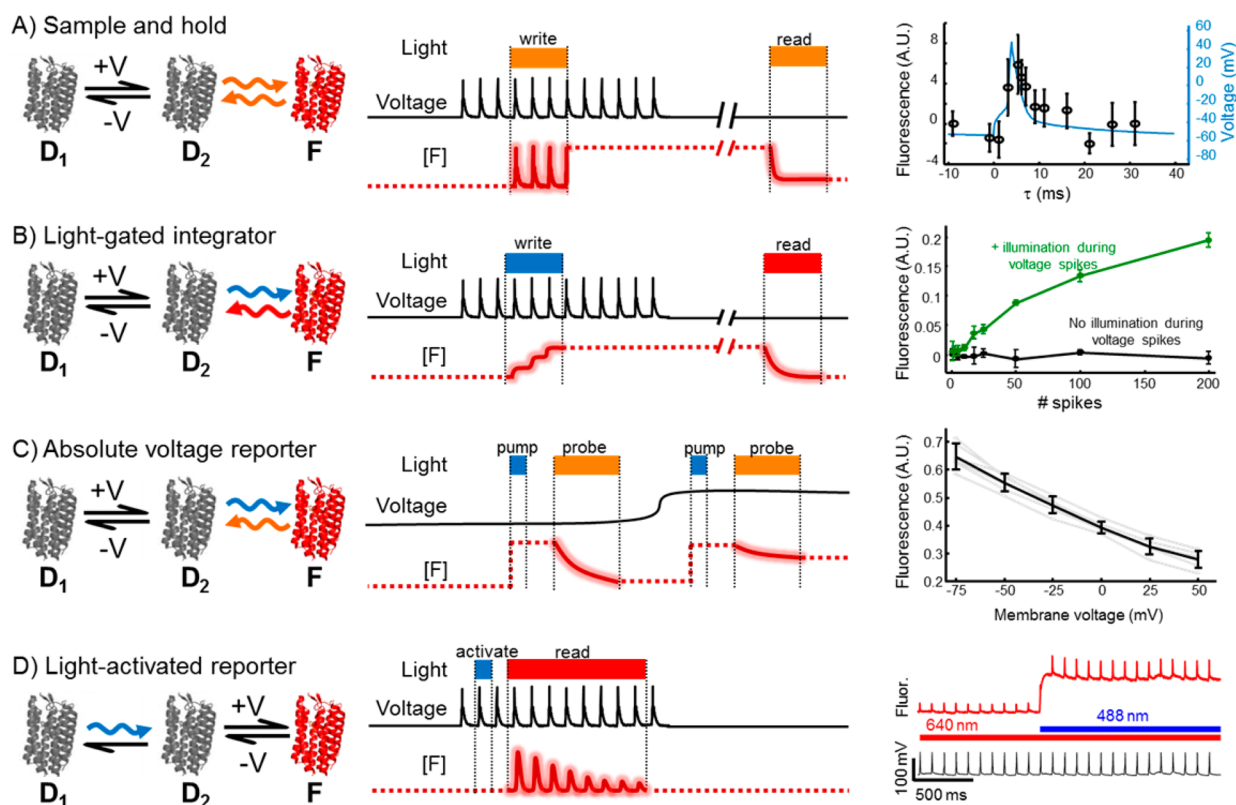 A) Sample and hold
+V
-V
D1
D2
F
Light
write
read
Voltage
[F]
Fluorescence (A.U.)
8
4
0
-4
60
40
20
0
-20
-40
-60
-80
Voltage (mV)
-10
0
10
20
30
40
τ (ms)
B) Light-gated integrator
+V
-V
D1
D2
F
Light
write
read
Voltage
[F]
Fluorescence (A.U.)
0.2
0.15
0.1
0.05
0
+ illumination during
voltage spikes
No illumination during
voltage spikes
0
50
100
150
200
# spikes
C) Absolute voltage reporter
+V
-V
D1
D2
F
Light
pump
probe
pump
probe
Voltage
[F]
Fluorescence (A.U.)
0.7
0.6
0.5
0.4
0.3
0.2
-75
-50
-25
0
25
50
Membrane voltage (mV)
D) Light-activated reporter
+V
-V
D1
D2
F
Light
activate
read
Voltage
[F]
Fluor.
640 nm
488 nm
100 mV
500 ms